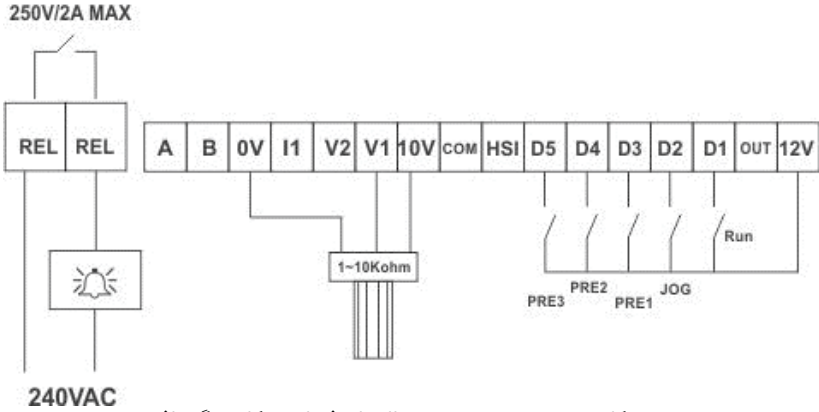 250V/2A MAX
REL REL A B 0V I1 V2 V1 10V COM HSI D5 D4 D3 D2 D1 OUT 12V
Run
1~10Kohm
PRE3 PRE2 PRE1 JOG
240VAC